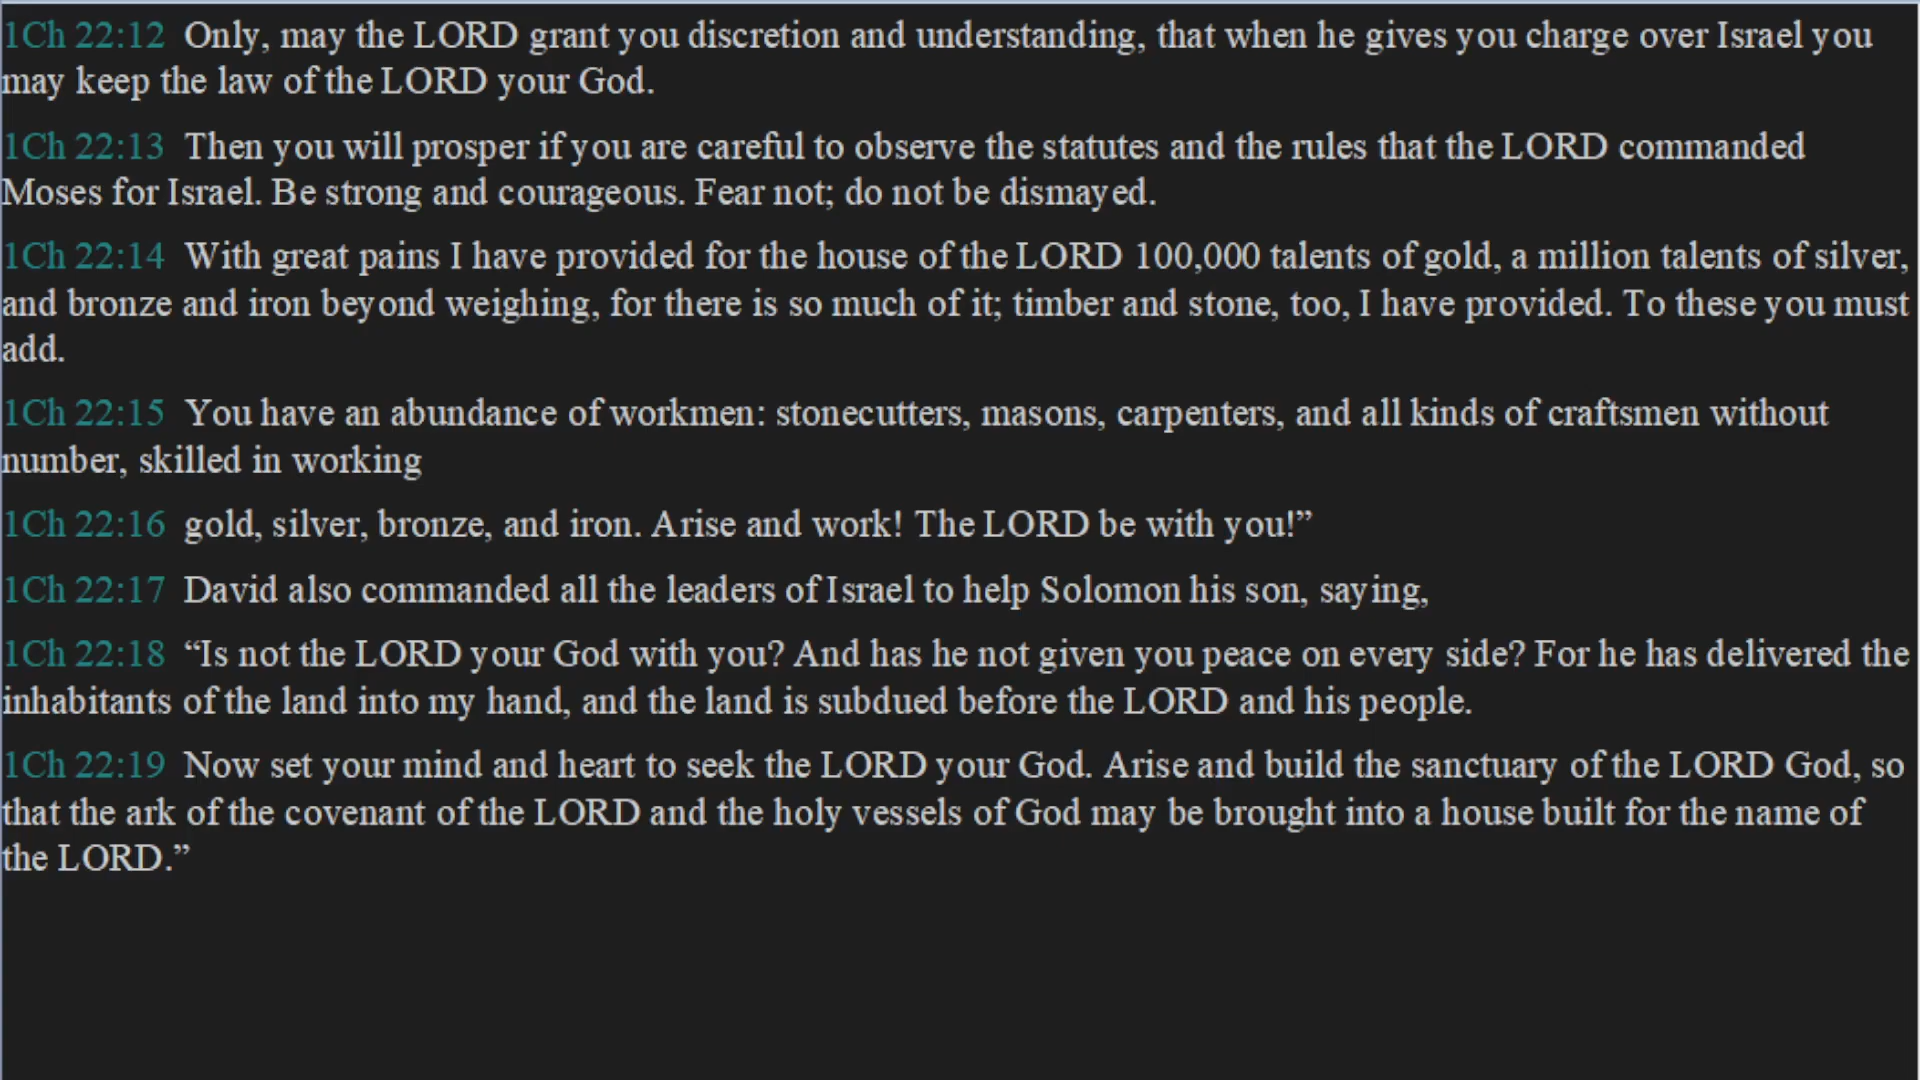 1Ch 22:12 Only, may the LORD grant you discretion and understanding, that when he gives you charge over Israel you
may keep the law of the LORD your God.
1Ch 22:13 Then you will prosper if you are careful to observe the statutes and the rules that the LORD commanded
Moses for Israel. Be strong and courageous. Fear not; do not be dismayed.
1Ch 22:14 With great pains I have provided for the house of the LORD 100,000 talents of gold, a million talents of silver,
and bronze and iron beyond weighing, for there is so much of it; timber and stone, too, I have provided. To these you must
add.
1Ch 22:15 You have an abundance of workmen: stonecutters, masons, carpenters, and all kinds of craftsmen without
number, skilled in working
1Ch 22:16 gold, silver, bronze, and iron. Arise and work! The LORD be with you!”
1Ch 22:17 David also commanded all the leaders of Israel to help Solomon his son, saying,
1Ch 22:18 “Is not the LORD your God with you? And has he not given you peace on every side? For he has delivered the
inhabitants of the land into my hand, and the land is subdued before the LORD and his people.
1Ch 22:19 Now set your mind and heart to seek the LORD your God. Arise and build the sanctuary of the LORD God, so
that the ark of the covenant of the LORD and the holy vessels of God may be brought into a house built for the name of
the LORD.”